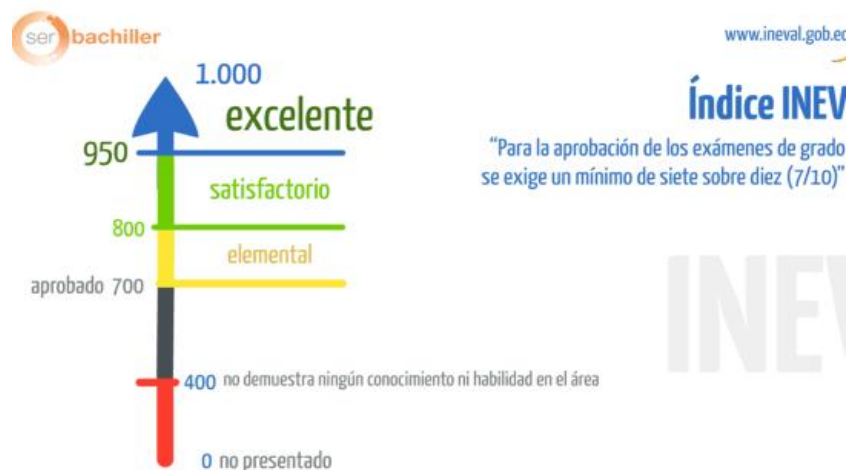 ser bachiller
www.ineval.gob.ec
1.000
excelente
Índice INEV
950
"Para la aprobación de los exámenes de grado
se exige un mínimo de siete sobre diez (7/10)"
satisfactorio
800
elemental
aprobado 700
400 no demuestra ningún conocimiento ni habilidad en el área
0 no presentado
INEV